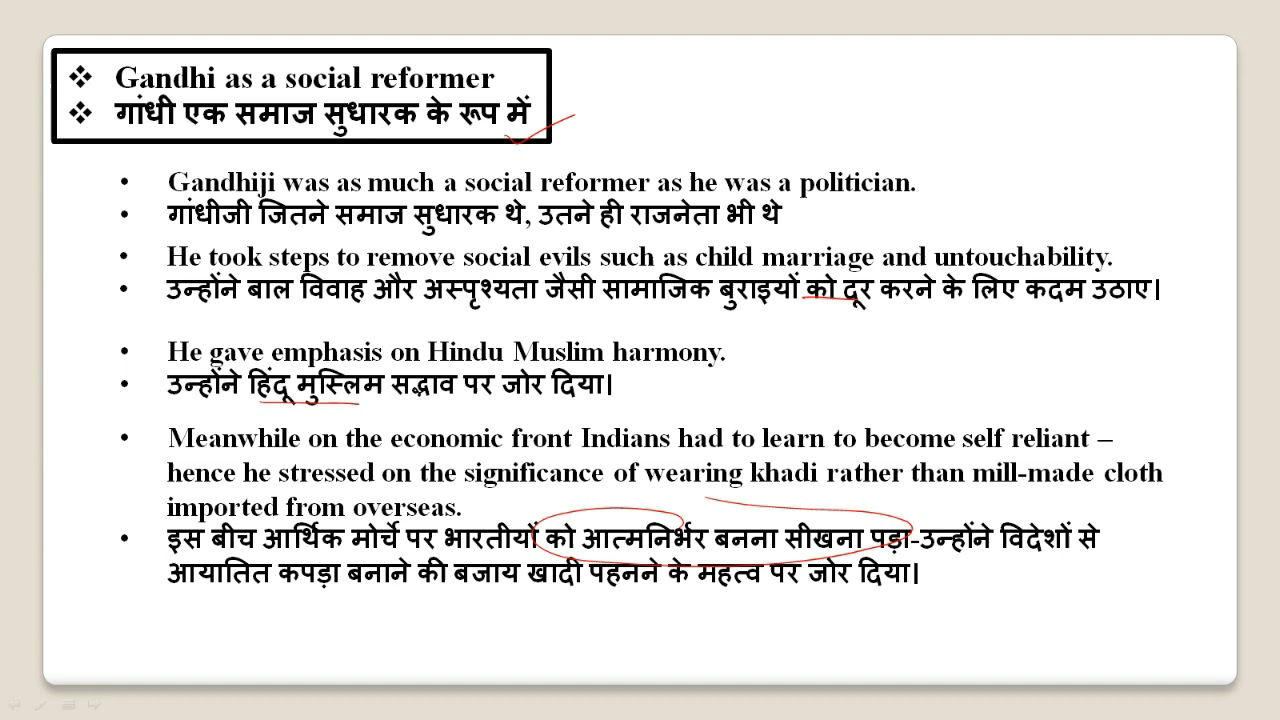 ❖ Gandhi as a social reformer
❖ गांधी एक समाज सुधारक के रूप में
• Gandhiji was as much a social reformer as he was a politician.
• गांधीजी जितने समाज सुधारक थे, उतने ही राजनेता भी थे
• He took steps to remove social evils such as child marriage and untouchability.
• उन्होंने बाल विवाह और अस्पृश्यता जैसी सामाजिक बुराइयों को दूर करने के लिए कदम उठाए।
• He gave emphasis on Hindu Muslim harmony.
• उन्होंने हिंदू मुस्लिम सद्भाव पर जोर दिया।
• Meanwhile on the economic front Indians had to learn to become self reliant –
hence he stressed on the significance of wearing khadi rather than mill-made cloth
imported from overseas.
• इस बीच आर्थिक मोर्चे पर भारतीयों को आत्मनिर्भर बनना सीखना पड़ा-उन्होंने विदेशों से
आयातित कपड़ा बनाने की बजाय खादी पहनने के महत्व पर जोर दिया।